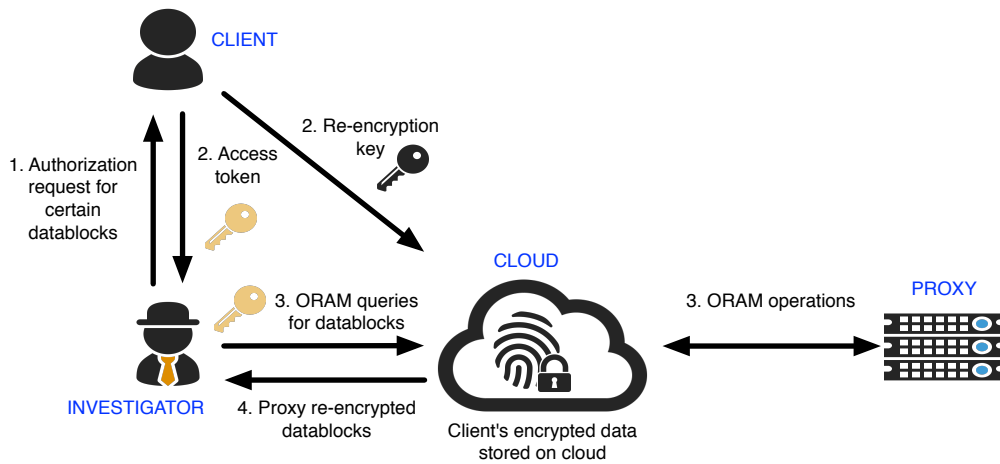 CLIENT
1. Authorization
request for
certain
datablocks
2. Access
token
2. Re-encryption
key
CLOUD
3. ORAM queries
for datablocks
3. ORAM operations
PROXY
INVESTIGATOR
4. Proxy re-encrypted
datablocks
Client's encrypted data
stored on cloud